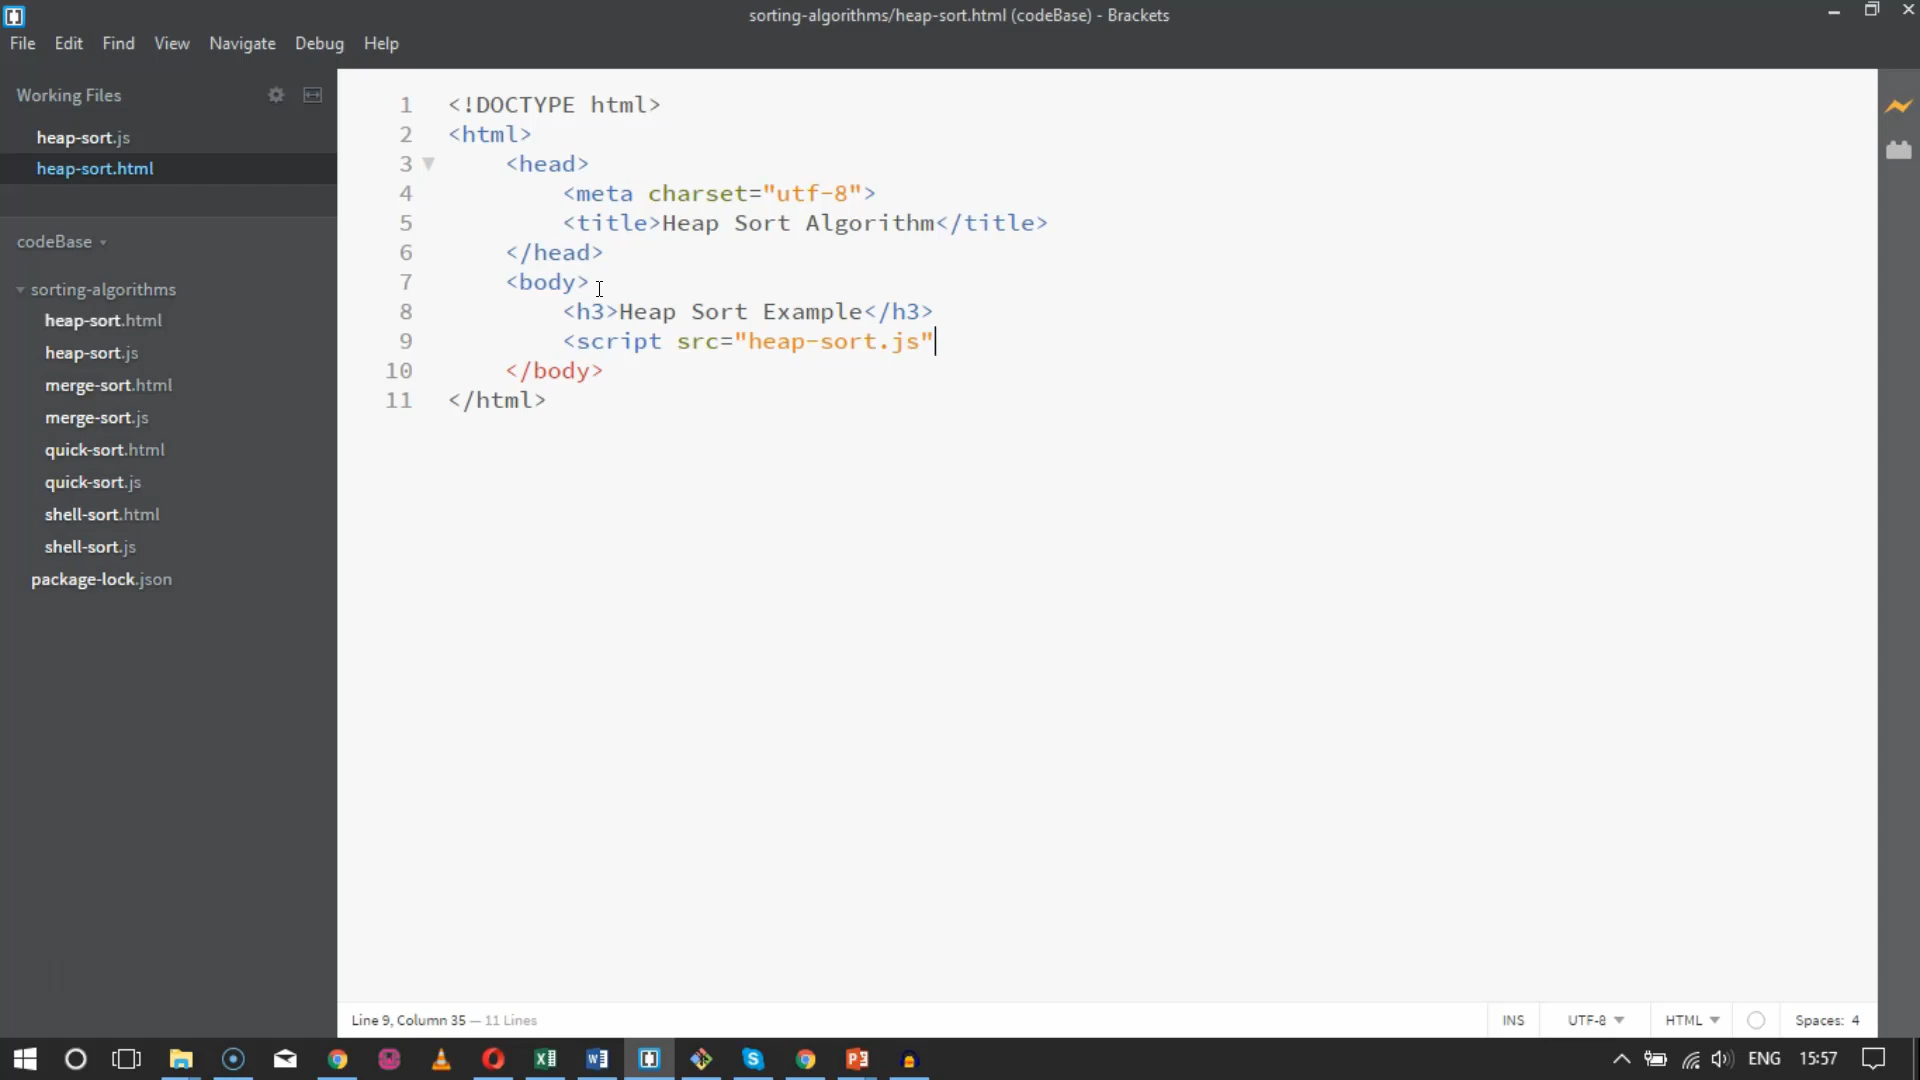 sorting-algorithms/heap-sort.html (codeBase) - Brackets
File Edit Find View Navigate Debug Help
Working Files
heap-sort.js
heap-sort.html
codeBase
sorting-algorithms
heap-sort.html
heap-sort.js
merge-sort.html
merge-sort.js
quick-sort.html
quick-sort.js
shell-sort.html
shell-sort.js
package-lock.json
1 <!DOCTYPE html>
2 <html>
3 <head>
4 <meta charset="utf-8">
5 <title>Heap Sort Algorithm</title>
6 </head>
7 <body>
8 <h3>Heap Sort Example</h3>
9 <script src="heap-sort.js"
10 </body>
11 </html>
Line 9, Column 35 — 11 Lines
INS UTF-8 HTML Spaces: 4
ENG 15:57